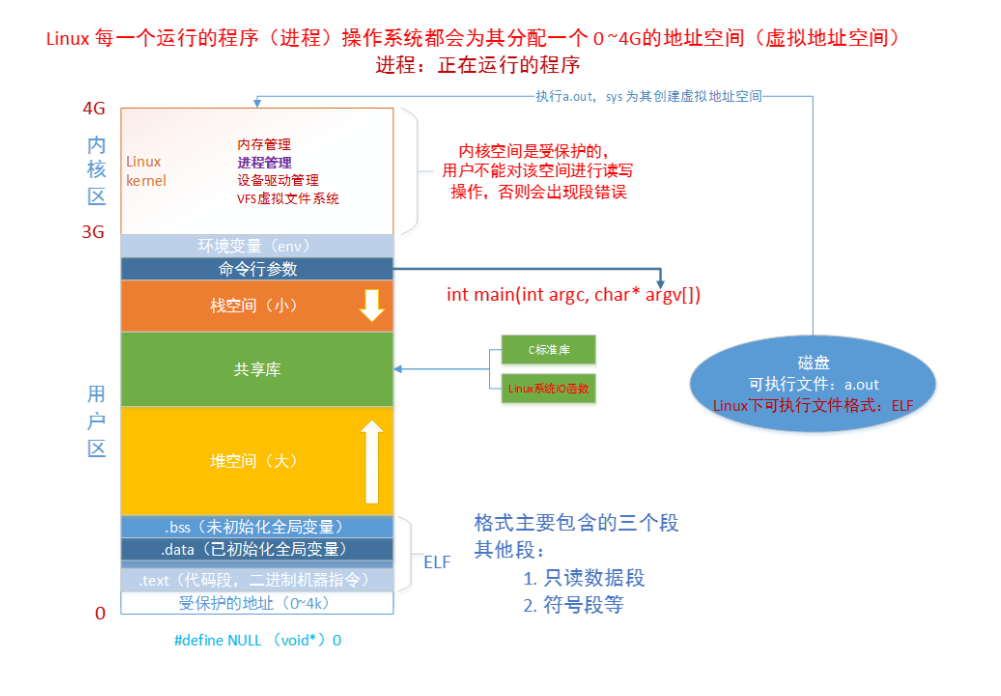 Linux 每一个运行的程序（进程）操作系统都会为其分配一个 0 ~4G的地址空间（虚拟地址空间）
进程：正在运行的程序
执行a.out，sys 为其创建虚拟地址空间
4G
内核区
Linux
kernel
内存管理
进程管理
设备驱动管理
VFS虚拟文件系统
内核空间是受保护的，
用户不能对该空间进行读写
操作，否则会出现段错误
3G
环境变量（env）
命令行参数
int main(int argc, char* argv[])
栈空间（小）
共享库
C标准库
Linux系统IO函数
磁盘
可执行文件：a.out
Linux下可执行文件格式：ELF
用户区
堆空间（大）
.bss（未初始化全局变量）
.data（已初始化全局变量）
.text（代码段，二进制机器指令）
ELF
格式主要包含的三个段
其他段：
1. 只读数据段
2. 符号段等
受保护的地址（0~4k）
0
#define NULL （void*）0